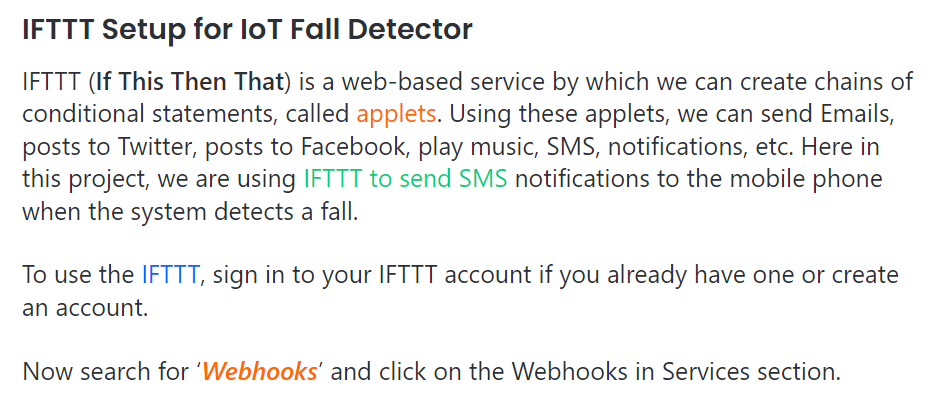 IFTTT Setup for IoT Fall Detector
IFTTT (If This Then That) is a web-based service by which we can create chains of
conditional statements, called applets. Using these applets, we can send Emails,
posts to Twitter, posts to Facebook, play music, SMS, notifications, etc. Here in
this project, we are using IFTTT to send SMS notifications to the mobile phone
when the system detects a fall.
To use the IFTTT, sign in to your IFTTT account if you already have one or create
an account.
Now search for ‘Webhooks’ and click on the Webhooks in Services section.